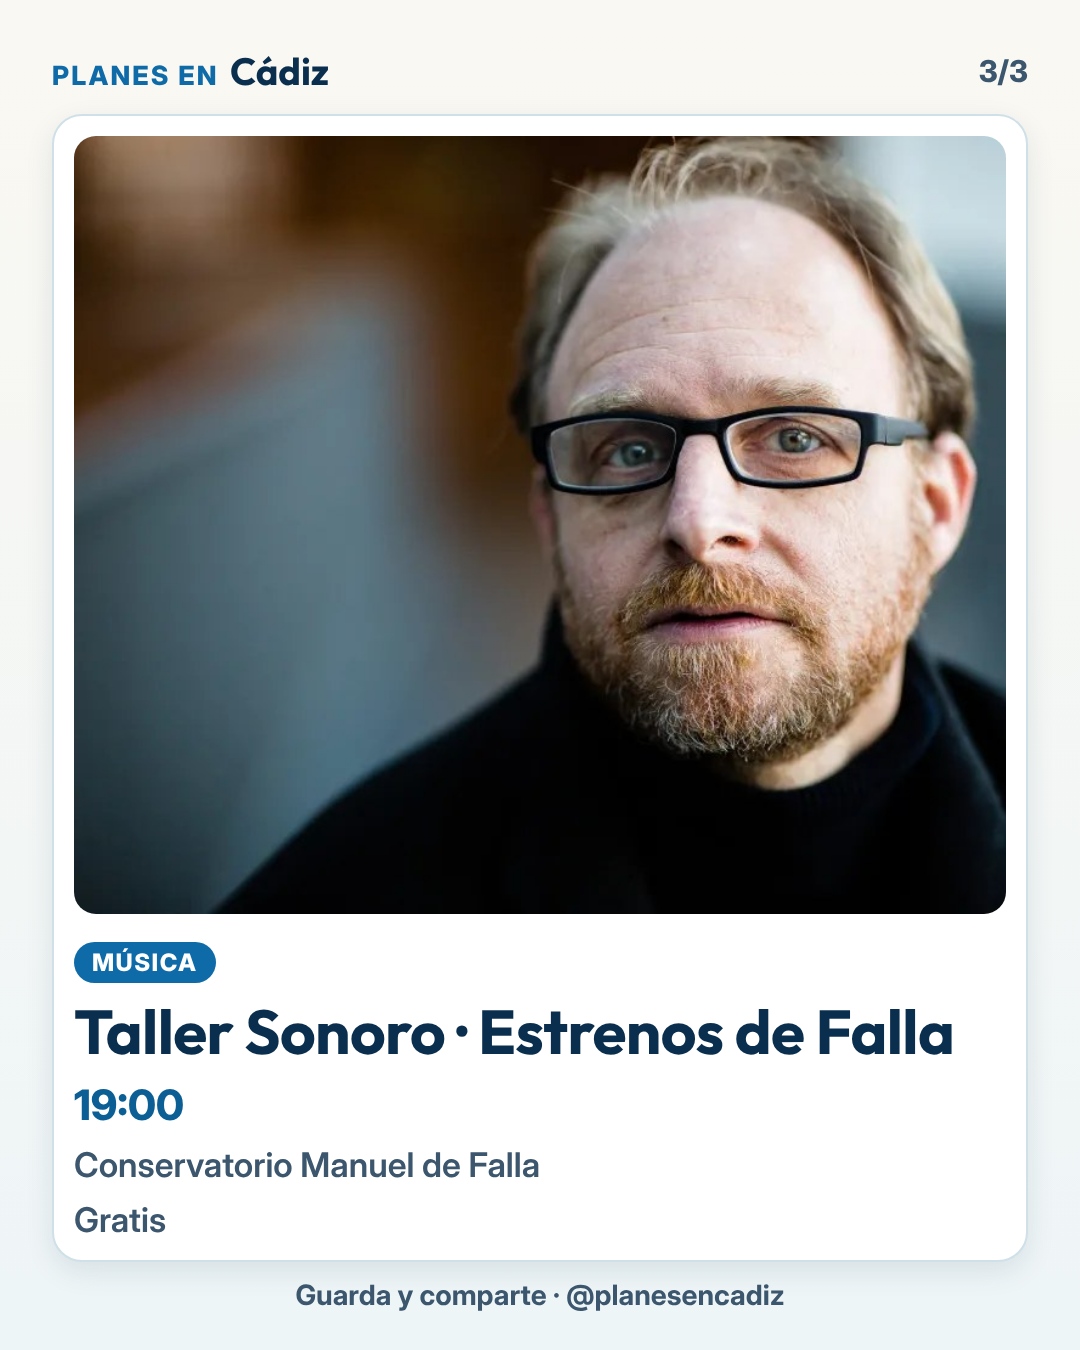 PLANES EN Cádiz
3/3
MÚSICA
Taller Sonoro · Estrenos de Falla
19:00
Conservatorio Manuel de Falla
Gratis
Guarda y comparte · @planesencadiz